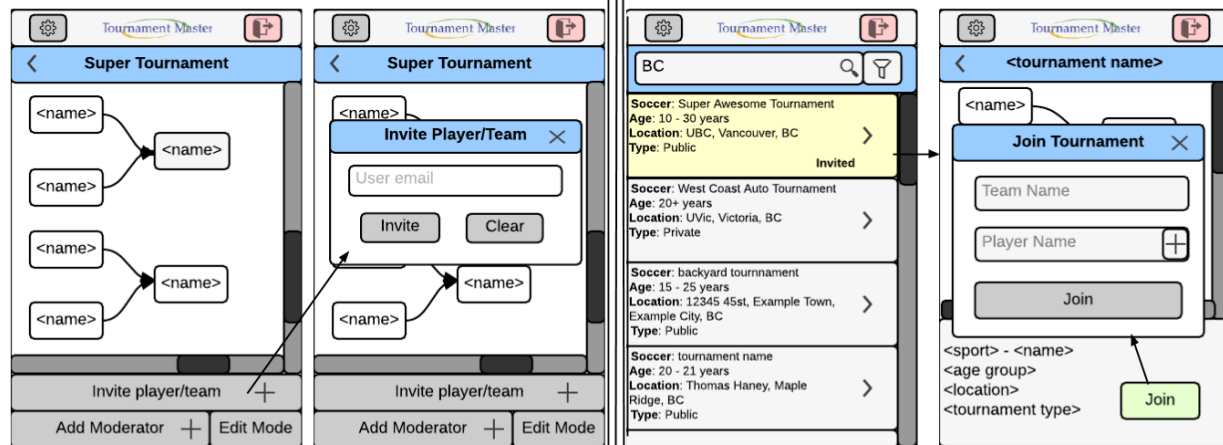 Tournament Master
Super Tournament
<name>
<name>
<name>
<name>
<name>
<name>
Invite player/team +
Add Moderator + Edit Mode
Tournament Master
Super Tournament
<name>
Invite Player/Team
User email
Invite Clear
<name>
<name>
Invite player/team +
Add Moderator + Edit Mode
Tournament Master
BC
Soccer: Super Awesome Tournament
Age: 10 - 30 years
Location: UBC, Vancouver, BC
Type: Public
Invited
Soccer: West Coast Auto Tournament
Age: 20+ years
Location: UVic, Victoria, BC
Type: Private
Soccer: backyard tournnament
Age: 15 - 25 years
Location: 12345 45st, Example Town,
Example City, BC
Type: Public
Soccer: tournament name
Age: 20 - 21 years
Location: Thomas Haney, Maple
Ridge, BC
Type: Public
Tournament Master
<tournament name>
<name>
Join Tournament
Team Name
Player Name +
Join
<sport> - <name>
<age group>
<location>
<tournament type>
Join